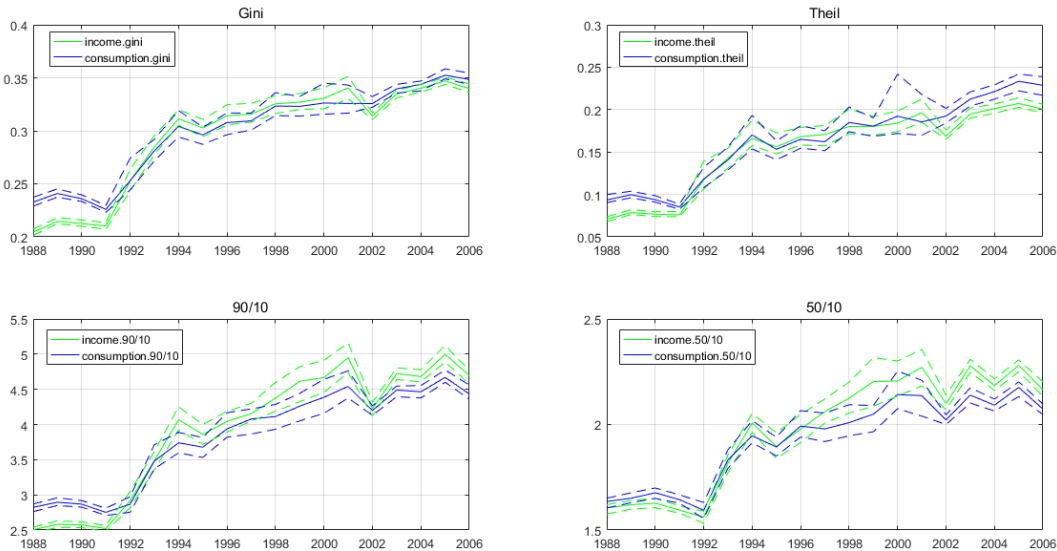 Gini
0.4
0.35
0.3
0.25
0.2
income.gini
consumption.gini
1988 1990 1992 1994 1996 1998 2000 2002 2004 2006
Theil
0.3
0.25
0.2
0.15
0.1
0.05
income.theil
consumption.theil
1988 1990 1992 1994 1996 1998 2000 2002 2004 2006
90/10
5.5
5
4.5
4
3.5
3
2.5
income.90/10
consumption.90/10
1988 1990 1992 1994 1996 1998 2000 2002 2004 2006
50/10
2.5
2
1.5
income.50/10
consumption.50/10
1988 1990 1992 1994 1996 1998 2000 2002 2004 2006